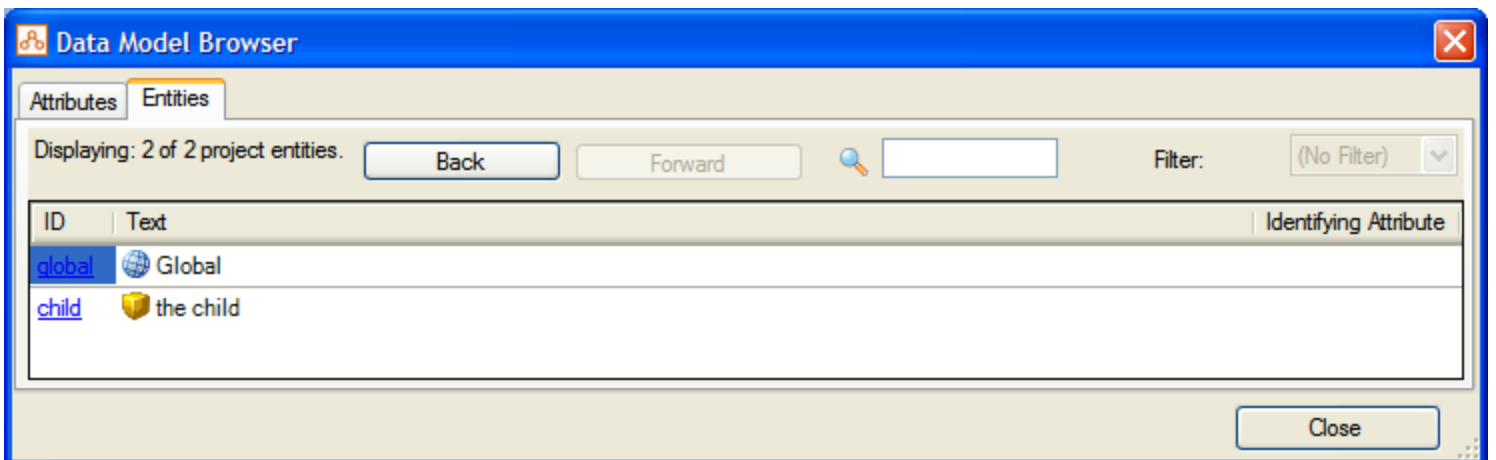 Data Model Browser
Attributes Entities
Displaying: 2 of 2 project entities. Back Forward Filter: (No Filter)
ID Text Identifying Attribute
global Global
child the child
Close